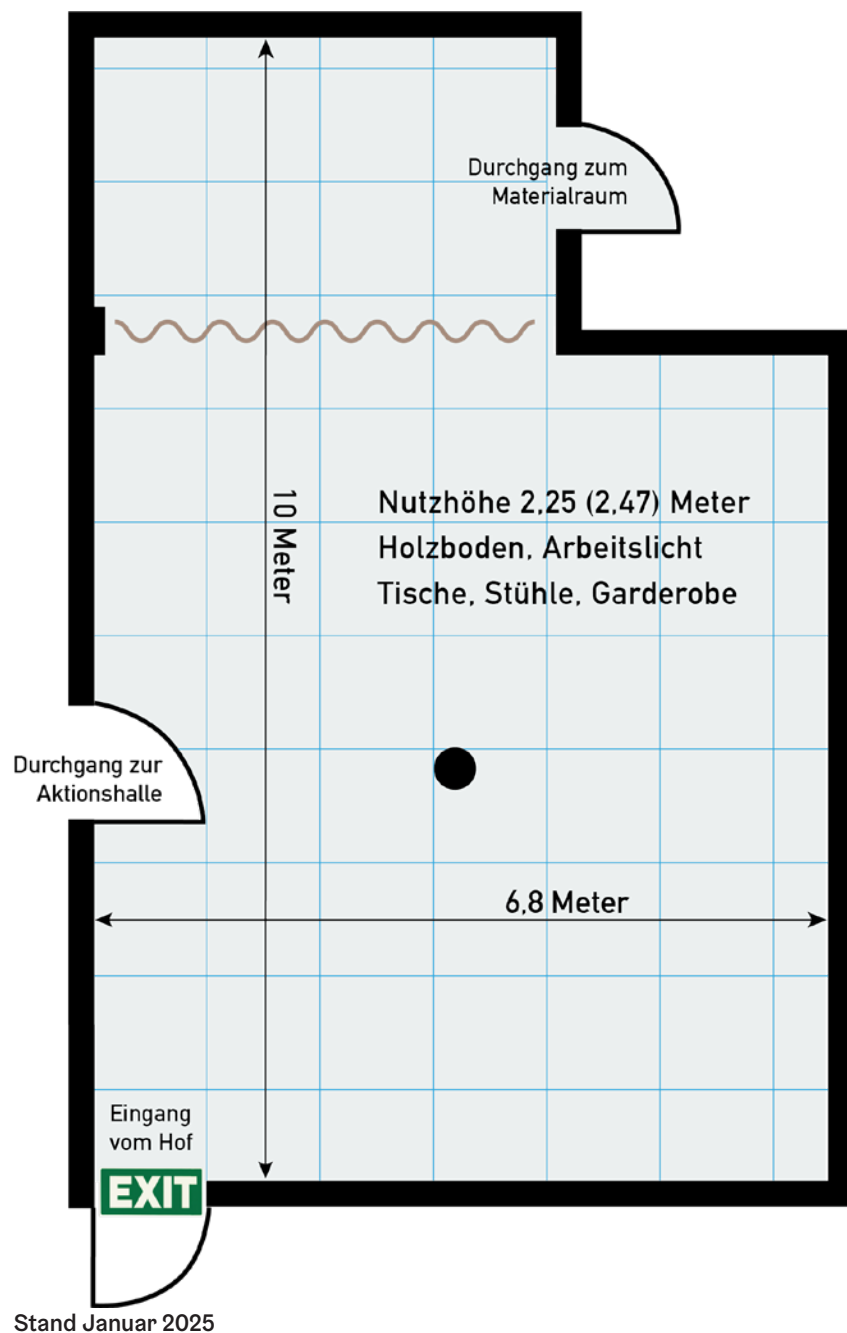 Durchgang zum
Materialraum
10 Meter
Nutzhöhe 2,25 (2,47) Meter
Holzboden, Arbeitslicht
Tische, Stühle, Garderobe
Durchgang zur
Aktionshalle
6,8 Meter
Eingang
vom Hof
EXIT
Stand Januar 2025